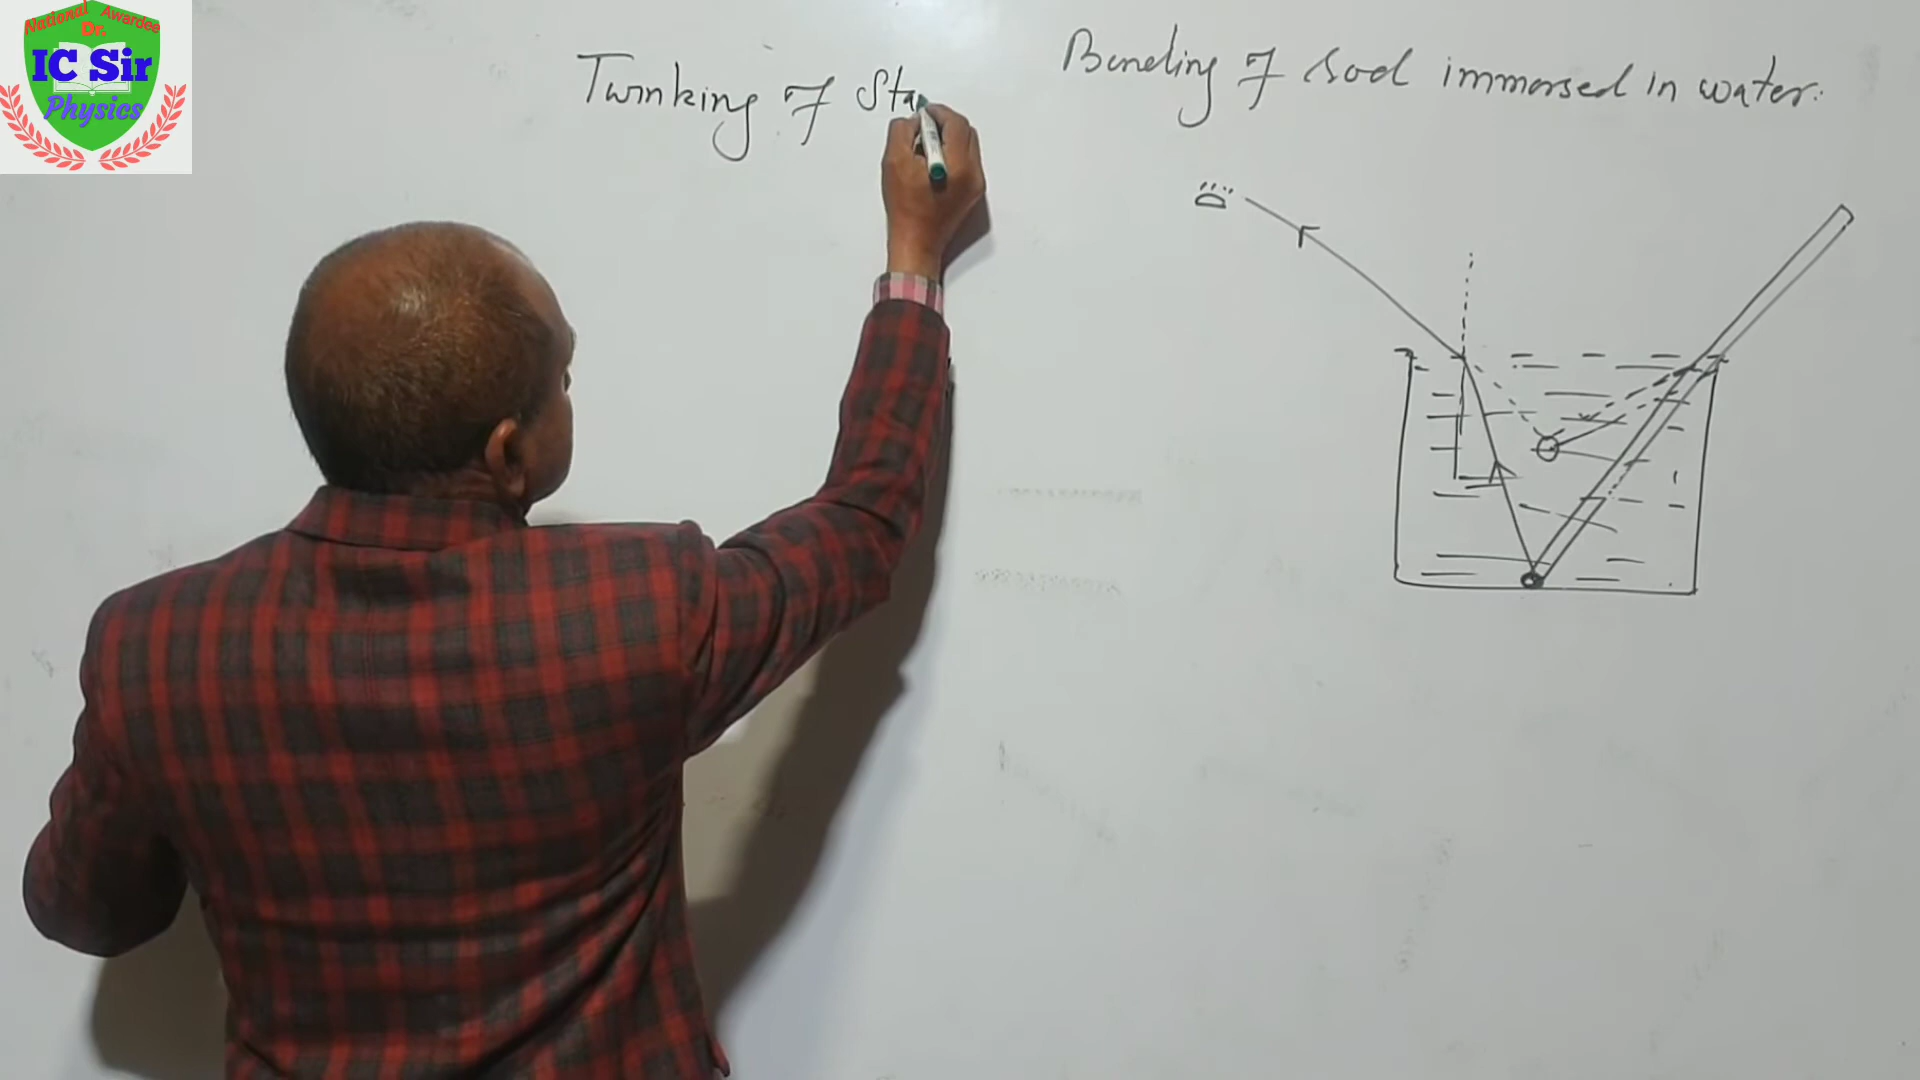 National Awardee
Dr.
IC Sir
Physics
Twinking of Sta
Bending of rod immersed in water.